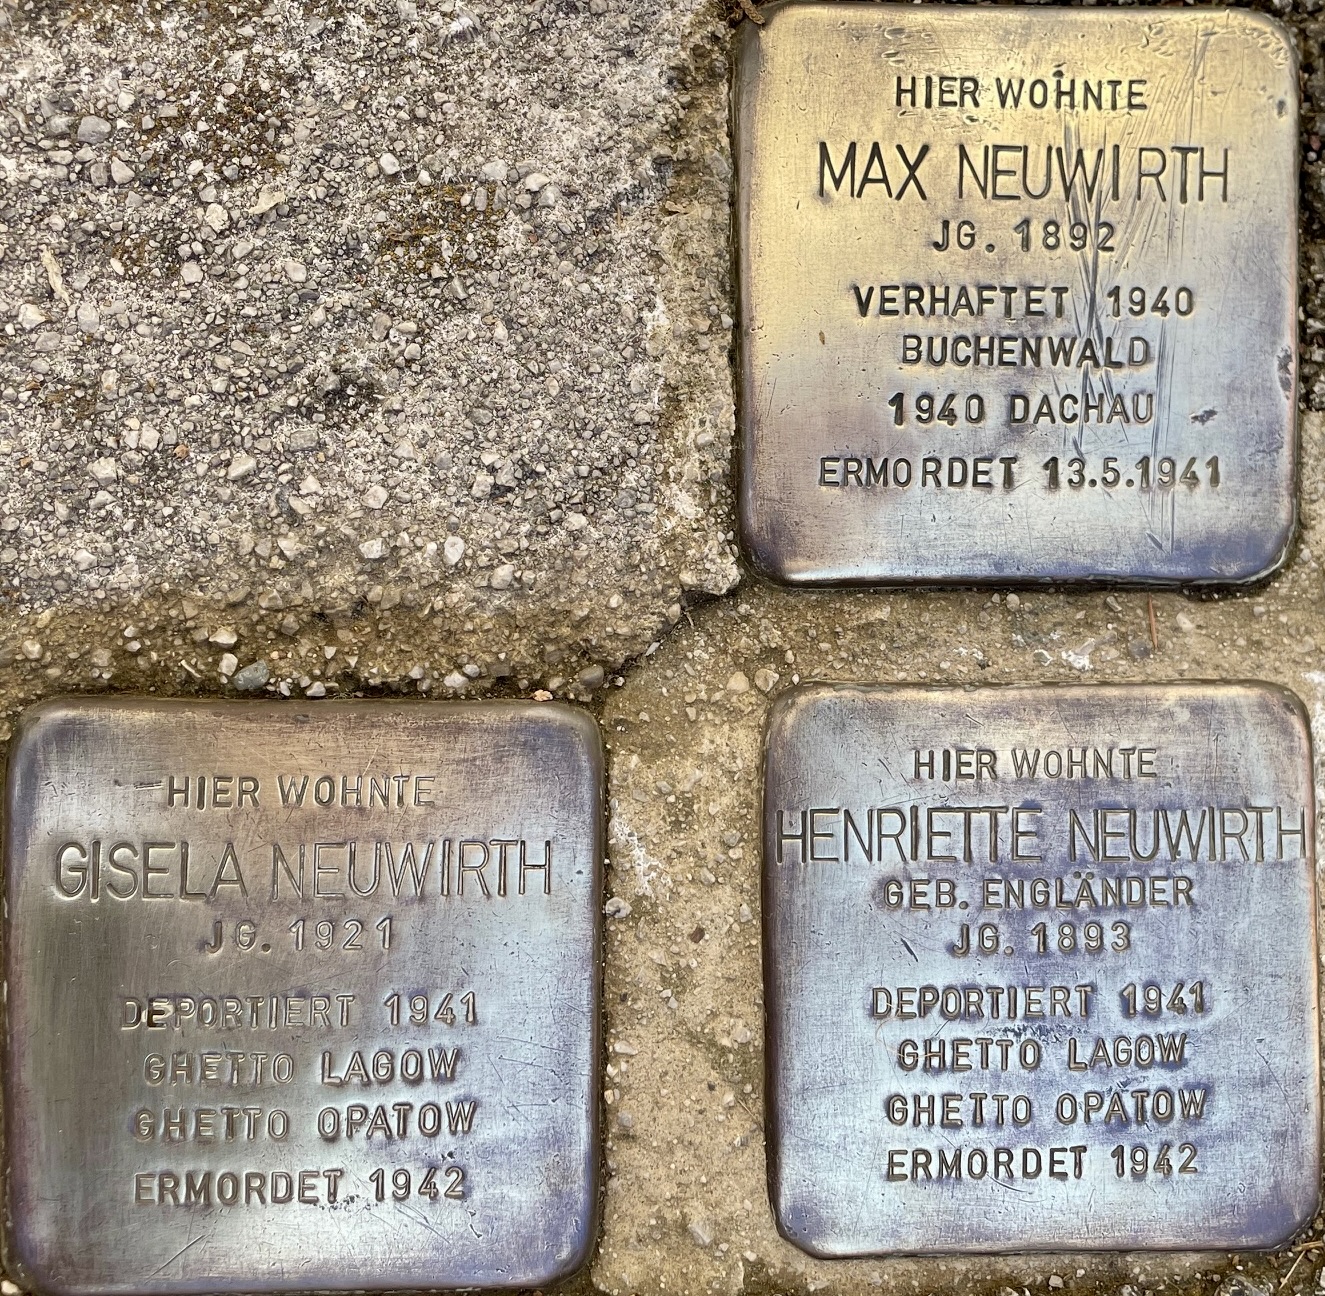 HIER WOHNTE
MAX NEUWIRTH
JG. 1892
VERHAFTET 1940
BUCHENWALD
1940 DACHAU
ERMORDET 13.5.1941
HIER WOHNTE
GISELA NEUWIRTH
JG. 1921
DEPORTIERT 1941
GHETTO LAGOW
GHETTO OPATOW
ERMORDET 1942
HIER WOHNTE
HENRIETTE NEUWIRTH
GEB. ENGLÄNDER
JG. 1893
DEPORTIERT 1941
GHETTO LAGOW
GHETTO OPATOW
ERMORDET 1942